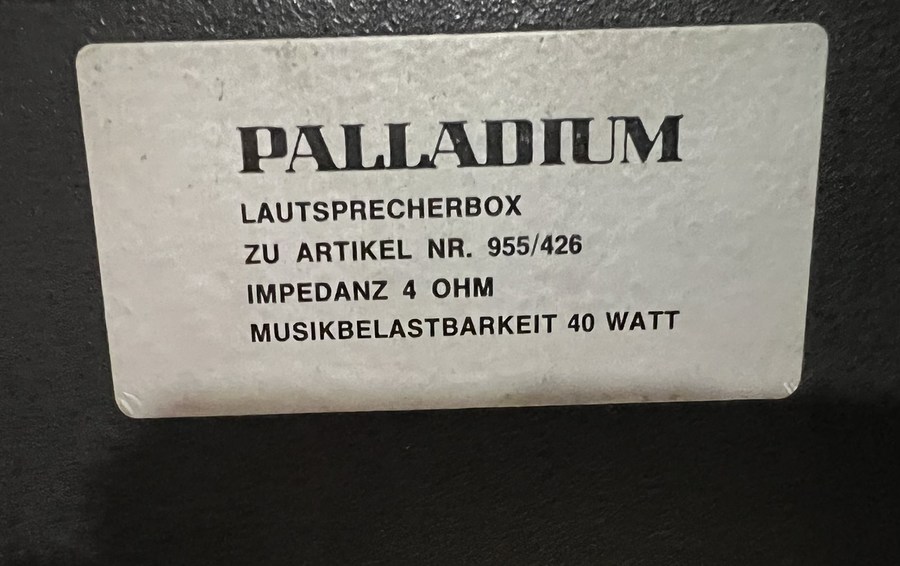 PALLADIUM
LAUTSPRECHERBOX
ZU ARTIKEL NR. 955/426
IMPEDANZ 4 OHM
MUSIKBELASTBARKEIT 40 WATT